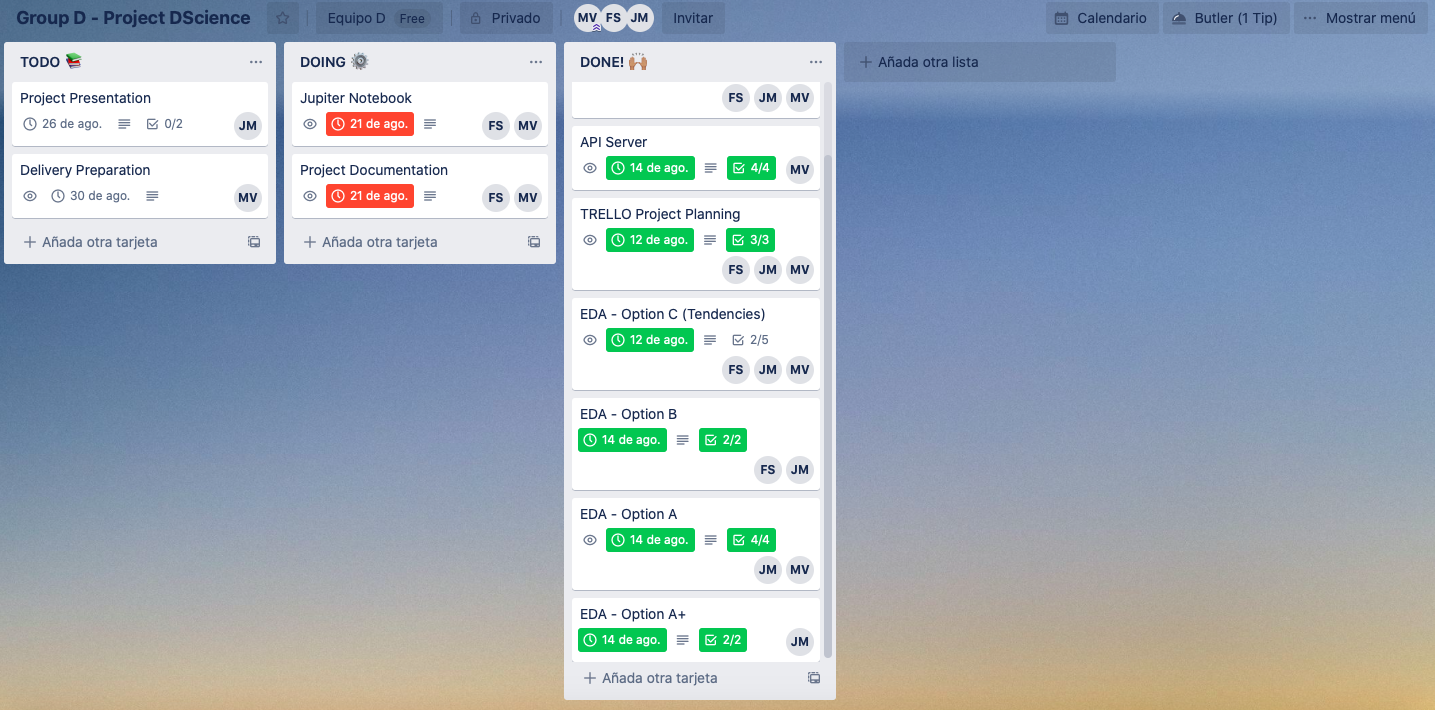 Group D - Project DScience
Equipo D Free
Privado
MV FS JM
Invitar
Calendario
Butler (1 Tip)
Mostrar menú
TODO
Project Presentation
26 de ago. 0/2 JM
Delivery Preparation
30 de ago. MV
Añada otra tarjeta
DOING
Jupiter Notebook
21 de ago. FS MV
Project Documentation
21 de ago. FS MV
Añada otra tarjeta
DONE!
FS JM MV
API Server
14 de ago. 4/4 MV
TRELLO Project Planning
12 de ago. 3/3
FS JM MV
EDA - Option C (Tendencies)
12 de ago. 2/5
FS JM MV
EDA - Option B
14 de ago. 2/2
FS JM
EDA - Option A
14 de ago. 4/4
JM MV
EDA - Option A+
14 de ago. 2/2 JM
Añada otra tarjeta
Añada otra lista